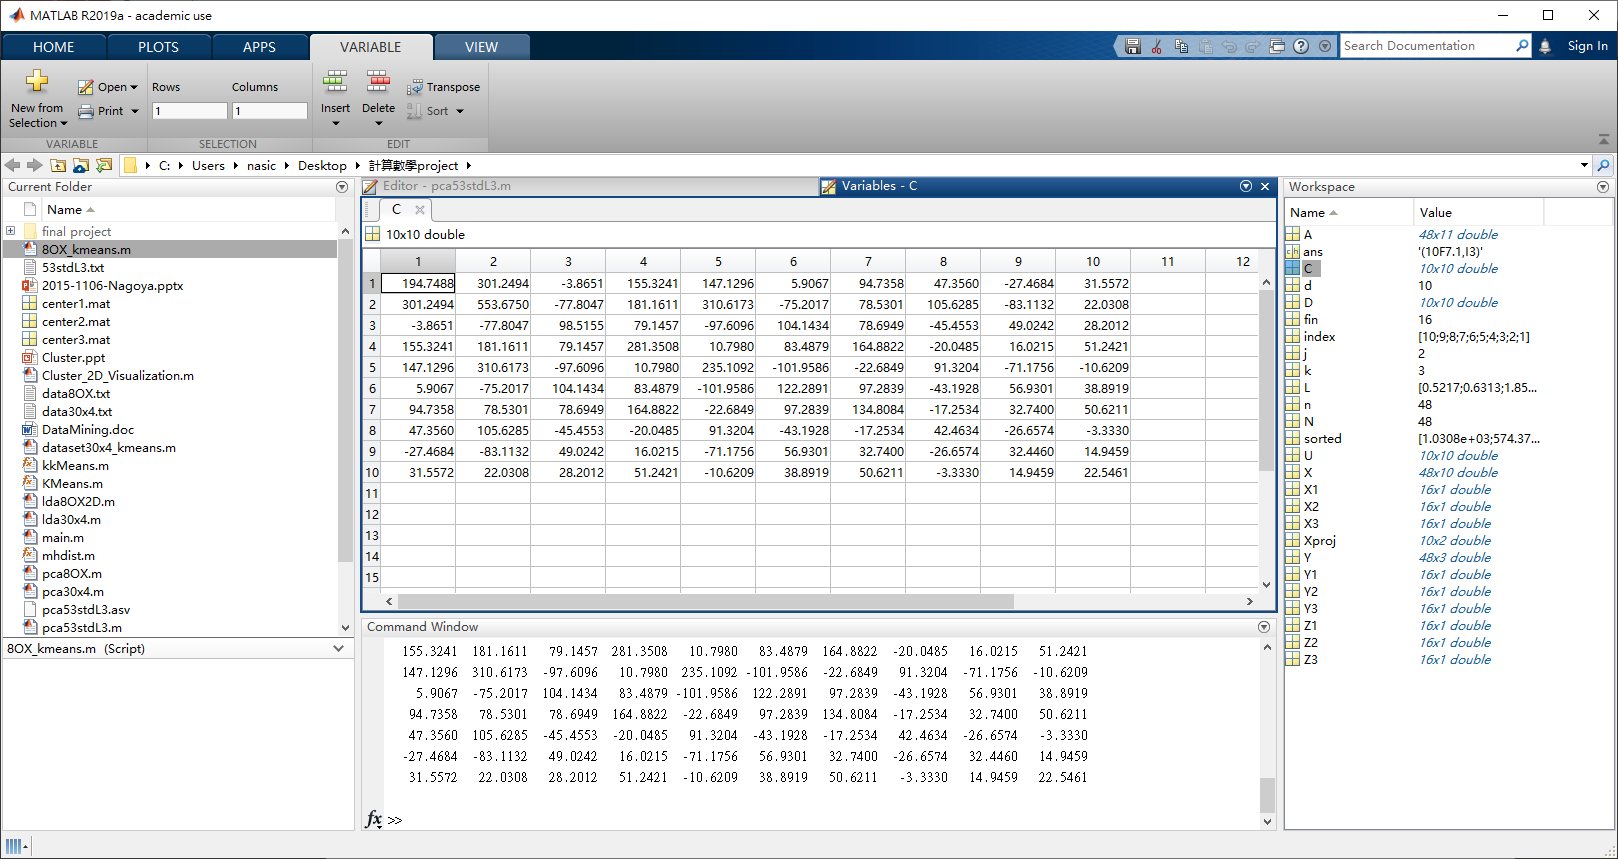 MATLAB R2019a - academic use
HOME PLOTS APPS VARIABLE VIEW
Search Documentation Sign In
New from Selection
Open
Print
Rows Columns
1 1
Insert
Delete
Transpose
Sort
VARIABLE SELECTION EDIT
C: Users nasic Desktop 計算數學project
Current Folder
Name
final project
8OX_kmeans.m
53stdL3.txt
2015-1106-Nagoya.pptx
center1.mat
center2.mat
center3.mat
Cluster.ppt
Cluster_2D_Visualization.m
data8OX.txt
data30x4.txt
DataMining.doc
dataset30x4_kmeans.m
kkMeans.m
KMeans.m
lda8OX2D.m
lda30x4.m
main.m
mhdist.m
pca8OX.m
pca30x4.m
pca53stdL3.asv
pca53stdL3.m
8OX_kmeans.m (Script)
Editor - pca53stdL3.m
Variables - C
C
10x10 double
1 2 3 4 5 6 7 8 9 10 11 12
1 194.7488 301.2494 -3.8651 155.3241 147.1296 5.9067 94.7358 47.3560 -27.4684 31.5572
2 301.2494 553.6750 -77.8047 181.1611 310.6173 -75.2017 78.5301 105.6285 -83.1132 22.0308
3 -3.8651 -77.8047 98.5155 79.1457 -97.6096 104.1434 78.6949 -45.4553 49.0242 28.2012
4 155.3241 181.1611 79.1457 281.3508 10.7980 83.4879 164.8822 -20.0485 16.0215 51.2421
5 147.1296 310.6173 -97.6096 10.7980 235.1092 -101.9586 -22.6849 91.3204 -71.1756 -10.6209
6 5.9067 -75.2017 104.1434 83.4879 -101.9586 122.2891 97.2839 -43.1928 56.9301 38.8919
7 94.7358 78.5301 78.6949 164.8822 -22.6849 97.2839 134.8084 -17.2534 32.7400 50.6211
8 47.3560 105.6285 -45.4553 -20.0485 91.3204 -43.1928 -17.2534 42.4634 -26.6574 -3.3330
9 -27.4684 -83.1132 49.0242 16.0215 -71.1756 56.9301 32.7400 -26.6574 32.4460 14.9459
10 31.5572 22.0308 28.2012 51.2421 -10.6209 38.8919 50.6211 -3.3330 14.9459 22.5461
11
12
13
14
15
Command Window
155.3241 181.1611 79.1457 281.3508 10.7980 83.4879 164.8822 -20.0485 16.0215 51.2421
147.1296 310.6173 -97.6096 10.7980 235.1092 -101.9586 -22.6849 91.3204 -71.1756 -10.6209
5.9067 -75.2017 104.1434 83.4879 -101.9586 122.2891 97.2839 -43.1928 56.9301 38.8919
94.7358 78.5301 78.6949 164.8822 -22.6849 97.2839 134.8084 -17.2534 32.7400 50.6211
47.3560 105.6285 -45.4553 -20.0485 91.3204 -43.1928 -17.2534 42.4634 -26.6574 -3.3330
-27.4684 -83.1132 49.0242 16.0215 -71.1756 56.9301 32.7400 -26.6574 32.4460 14.9459
31.5572 22.0308 28.2012 51.2421 -10.6209 38.8919 50.6211 -3.3330 14.9459 22.5461
fx >>
Workspace
Name Value
A 48x11 double
ans '(10F7.1,I3)'
C 10x10 double
d 10
D 10x10 double
fin 16
index [10;9;8;7;6;5;4;3;2;1]
j 2
k 3
L [0.5217;0.6313;1.85...
n 48
N 48
sorted [1.0308e+03;574.37...
U 10x10 double
X 48x10 double
X1 16x1 double
X2 16x1 double
X3 16x1 double
Xproj 10x2 double
Y 48x3 double
Y1 16x1 double
Y2 16x1 double
Y3 16x1 double
Z1 16x1 double
Z2 16x1 double
Z3 16x1 double